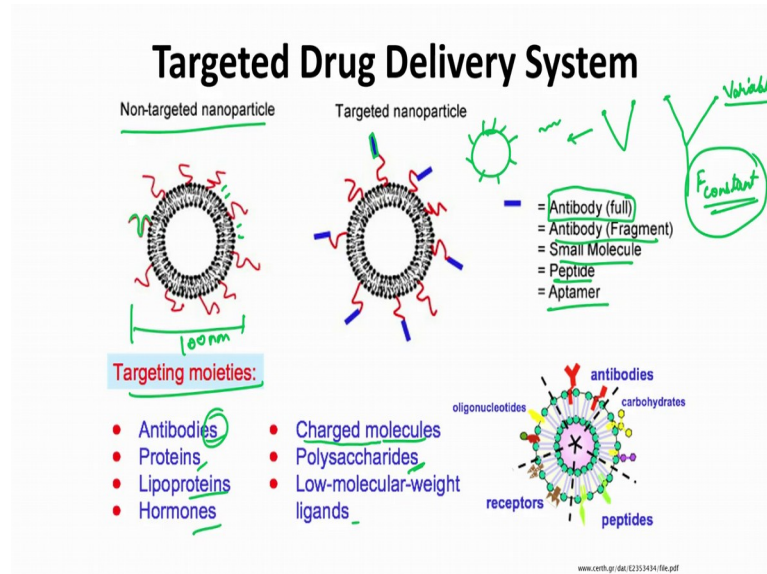 Targeted Drug Delivery System
Non-targeted nanoparticle
Targeted nanoparticle
Variabl
Fconstant
= Antibody (full)
= Antibody (Fragment)
= Small Molecule
= Peptide
= Aptamer
100nm
Targeting moieties:
• Antibodies
• Proteins
• Lipoproteins
• Hormones
• Charged molecules
• Polysaccharides
• Low-molecular-weight
ligands
antibodies
oligonucleotides
carbohydrates
receptors
peptides
www.certh.gr/dat/E2353434/file.pdf